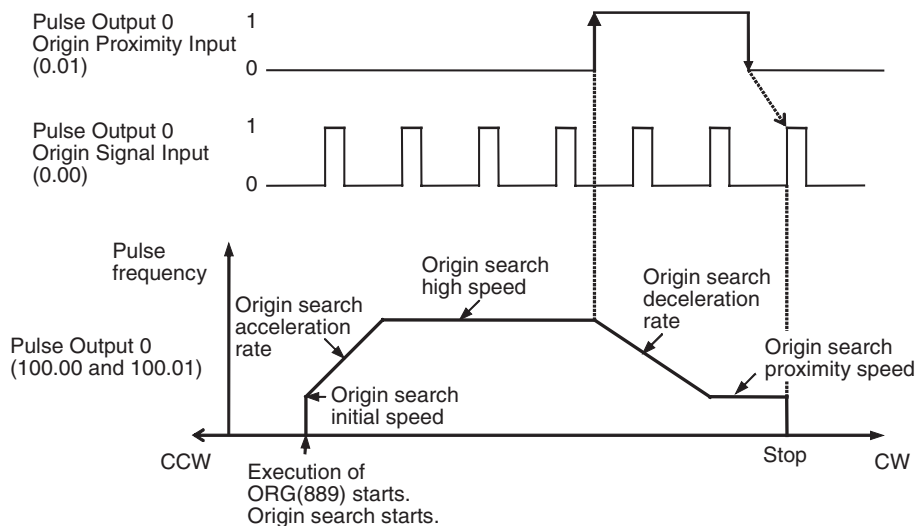 Pulse Output 0
Origin Proximity Input
(0.01)
1
0
Pulse Output 0
Origin Signal Input
(0.00)
1
0
Pulse
frequency
Origin search
high speed
Origin search
deceleration
rate
Origin search
acceleration
rate
Pulse Output 0
(100.00 and 100.01)
Origin search
proximity speed
Origin search
initial speed
CCW
Stop
CW
Execution of
ORG(889) starts.
Origin search starts.